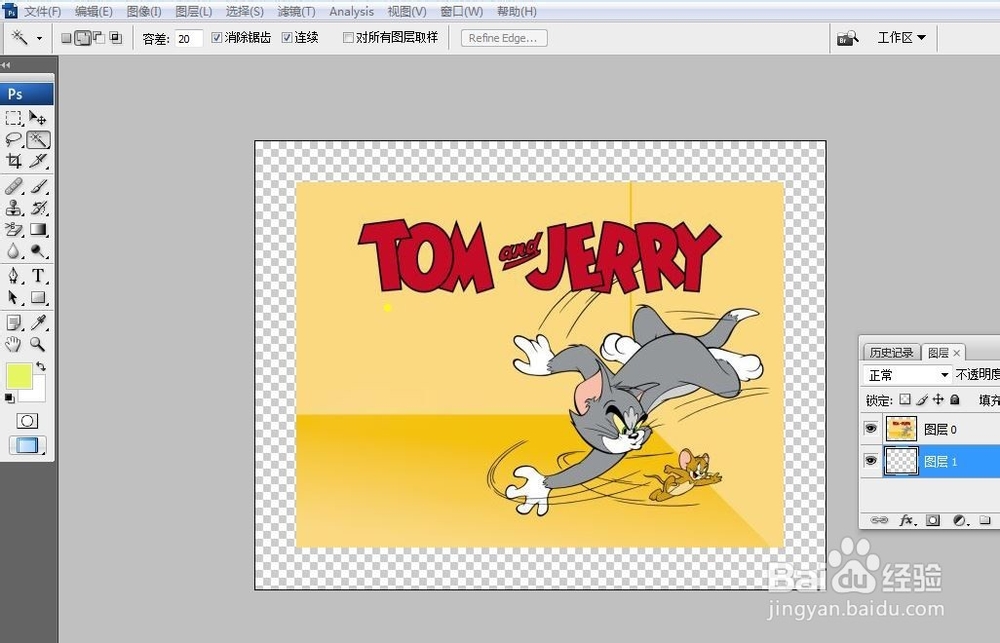 Ps 文件(F) 编辑(E) 图像(I) 图层(L) 选择(S) 滤镜(T) Analysis 视图(V) 窗口(W) 帮助(H)
容差: 20 消除锯齿 连续 对所有图层取样 Refine Edge... Br 工作区
Ps
T
TOM and JERRY
历史记录 图层 ×
正常 不透明度
锁定: 填充
图层 0
图层 1
fx
Baidu 经验
jingyan.baidu.com